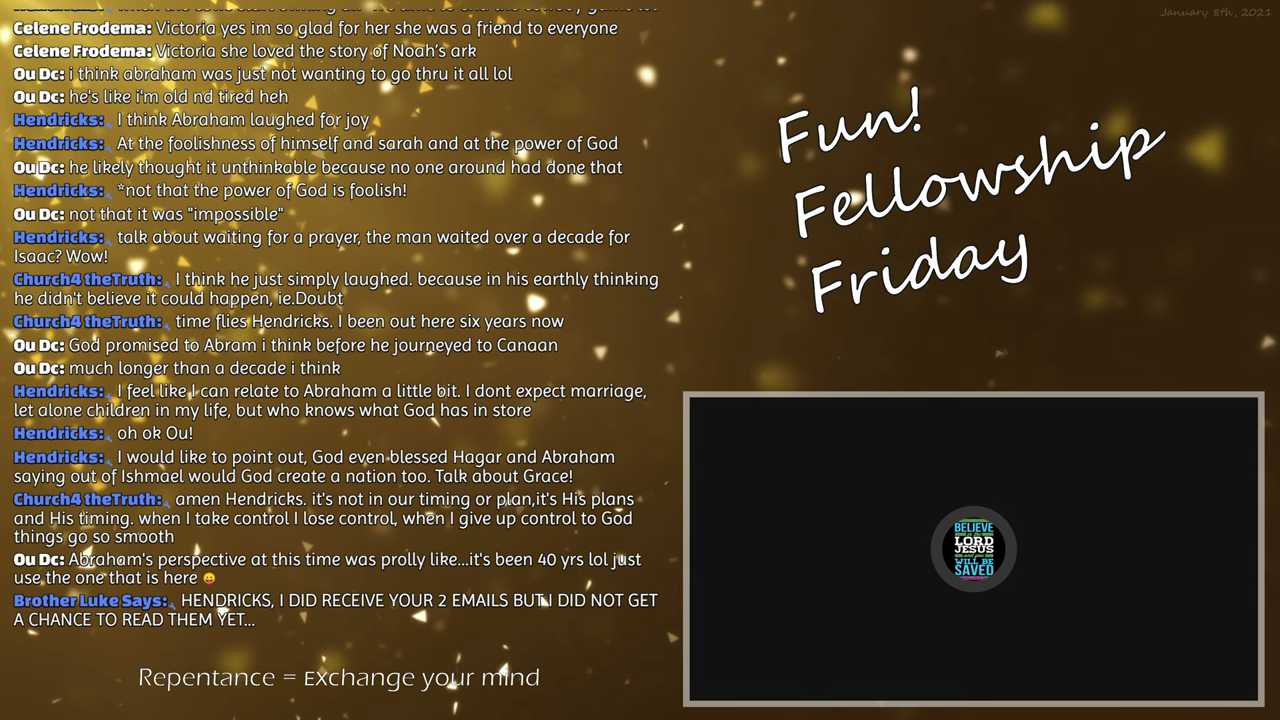 January 8th, 2021
Celene Frodema: Victoria yes im so glad for her she was a friend to everyone
Celene Frodema: Victoria she loved the story of Noah's ark
Ou Dc: i think abraham was just not wanting to go thru it all lol
Ou Dc: he's like i'm old nd tired heh
Hendricks: I think Abraham laughed for joy
Hendricks: At the foolishness of himself and sarah and at the power of God
Ou Dc: he likely thought it unthinkable because no one around had done that
Hendricks: *not that the power of God is foolish!
Ou Dc: not that it was "impossible"
Hendricks: talk about waiting for a prayer, the man waited over a decade for
Isaac? Wow!
Church4 theTruth: I think he just simply laughed. because in his earthly thinking
he didn't believe it could happen, ie.Doubt
Church4 theTruth: time flies Hendricks. I been out here six years now
Ou Dc: God promised to Abram i think before he journeyed to Canaan
Ou Dc: much longer than a decade i think
Hendricks: I feel like I can relate to Abraham a little bit. I dont expect marriage,
let alone children in my life, but who knows what God has in store
Hendricks: oh ok Ou!
Hendricks: I would like to point out, God even blessed Hagar and Abraham
saying out of Ishmael would God create a nation too. Talk about Grace!
Church4 theTruth: amen Hendricks. it's not in our timing or plan,it's His plans
and His timing. when I take control I lose control, when I give up control to God
things go so smooth
Ou Dc: Abraham's perspective at this time was prolly like...it's been 40 yrs lol just
use the one that is here 😛
Brother Luke Says: HENDRICKS, I DID RECEIVE YOUR 2 EMAILS BUT I DID NOT GET
A CHANCE TO READ THEM YET...
Repentance = Exchange your mind
Fun!
Fellowship
Friday
BELIEVE
LORD
JESUS
WILL BE
SAVED